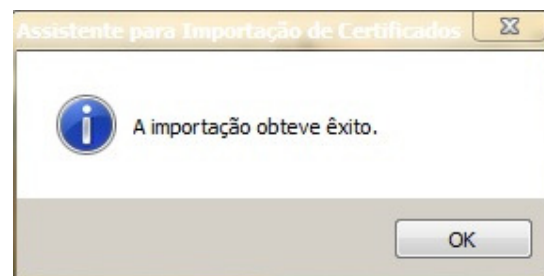 Assistente para Importação de Certificados
A importação obteve êxito.
OK